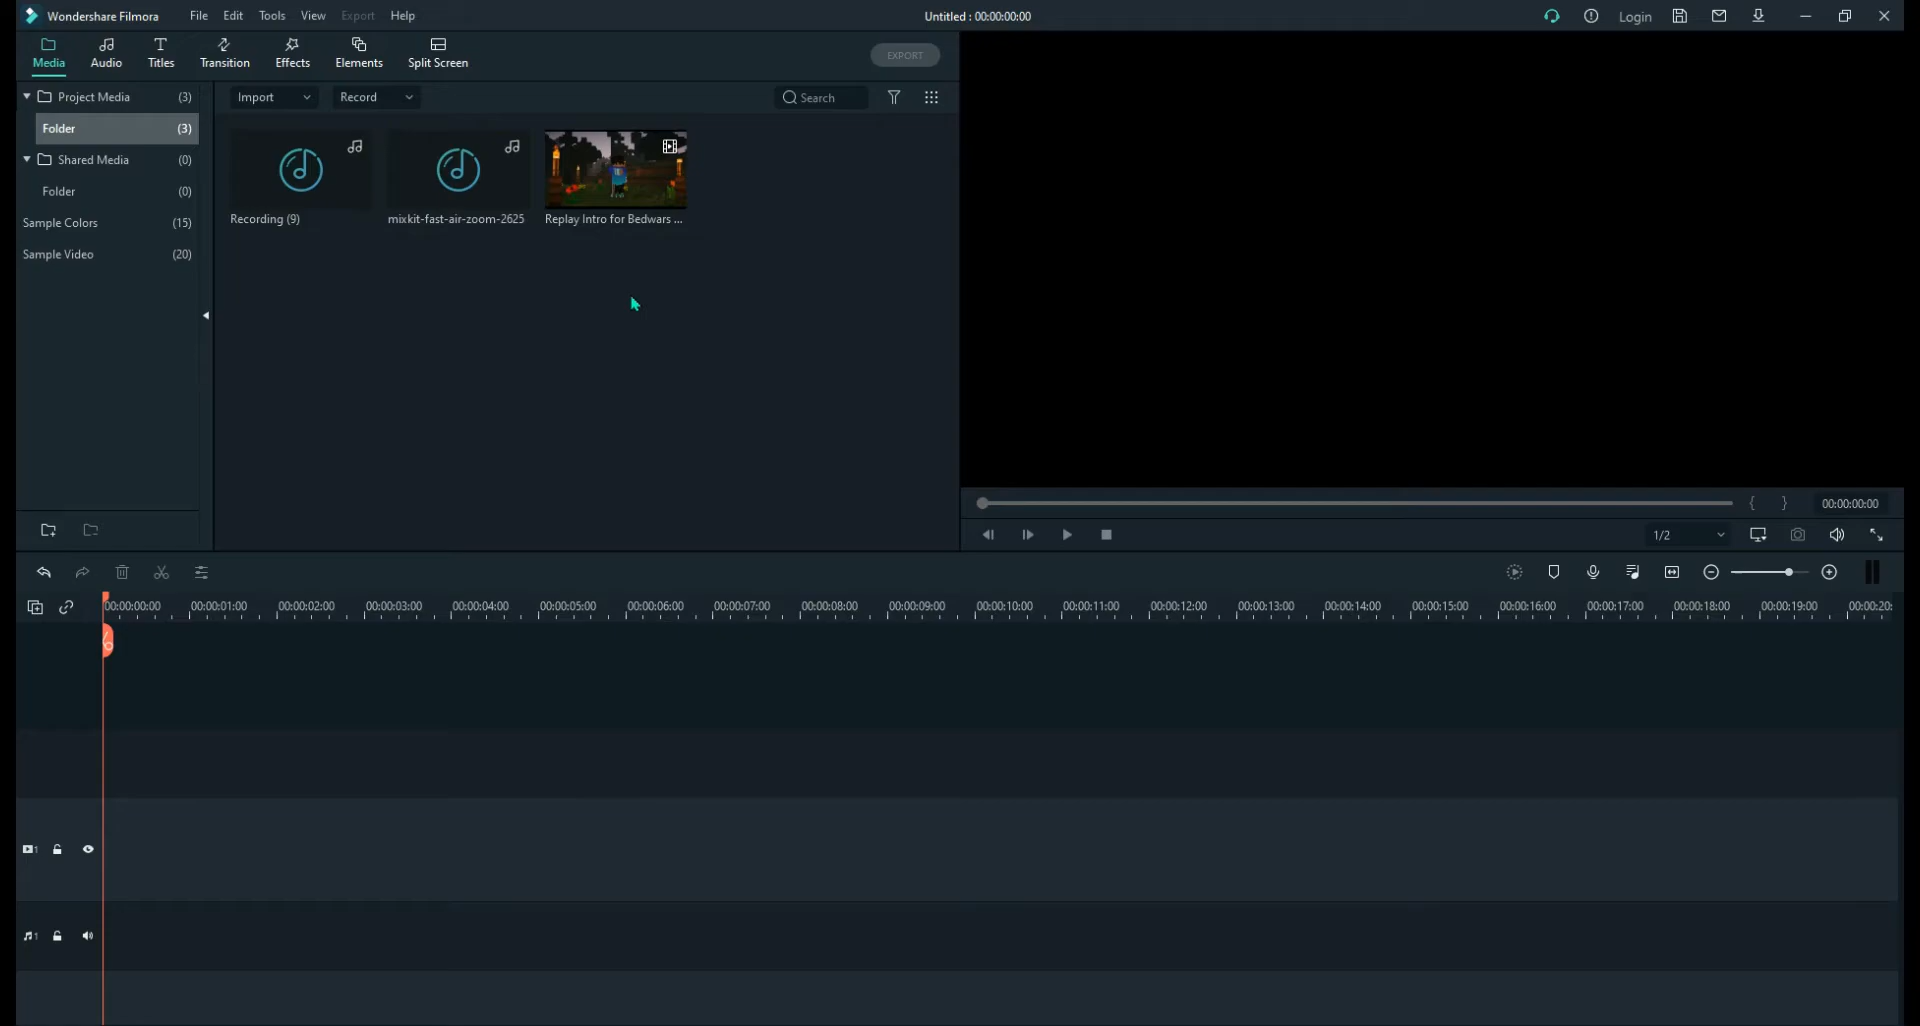 Wondershare Filmora File Edit Tools View Export Help Untitled : 00:00:00:00 Login
Media Audio Titles Transition Effects Elements Split Screen EXPORT
Project Media (3) Import Record Search
Folder (3)
Shared Media (0)
Folder (0)
Recording (9) mixkit-fast-air-zoom-2625 Replay Intro for Bedwars ...
Sample Colors (15)
Sample Video (20)
{ } 00:00:00:00
1/2
00:00:00:00 00:00:01:00 00:00:02:00 00:00:03:00 00:00:04:00 00:00:05:00 00:00:06:00 00:00:07:00 00:00:08:00 00:00:09:00 00:00:10:00 00:00:11:00 00:00:12:00 00:00:13:00 00:00:14:00 00:00:15:00 00:00:16:00 00:00:17:00 00:00:18:00 00:00:19:00 00:00:20:
1
1